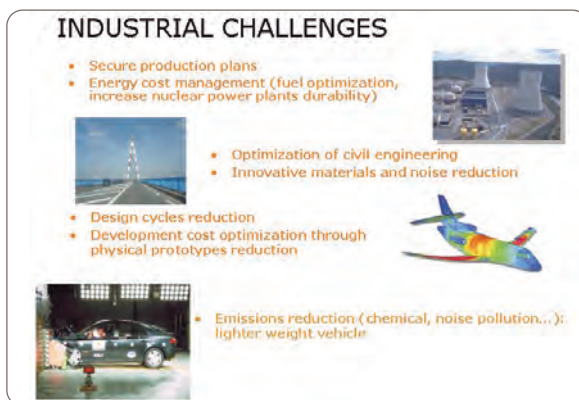 INDUSTRIAL CHALLENGES
• Secure production plans
• Energy cost management (fuel optimization,
increase nuclear power plants durability)
• Optimization of civil engineering
• Innovative materials and noise reduction
• Design cycles reduction
• Development cost optimization through
physical prototypes reduction
• Emissions reduction (chemical, noise pollution...):
lighter weight vehicle